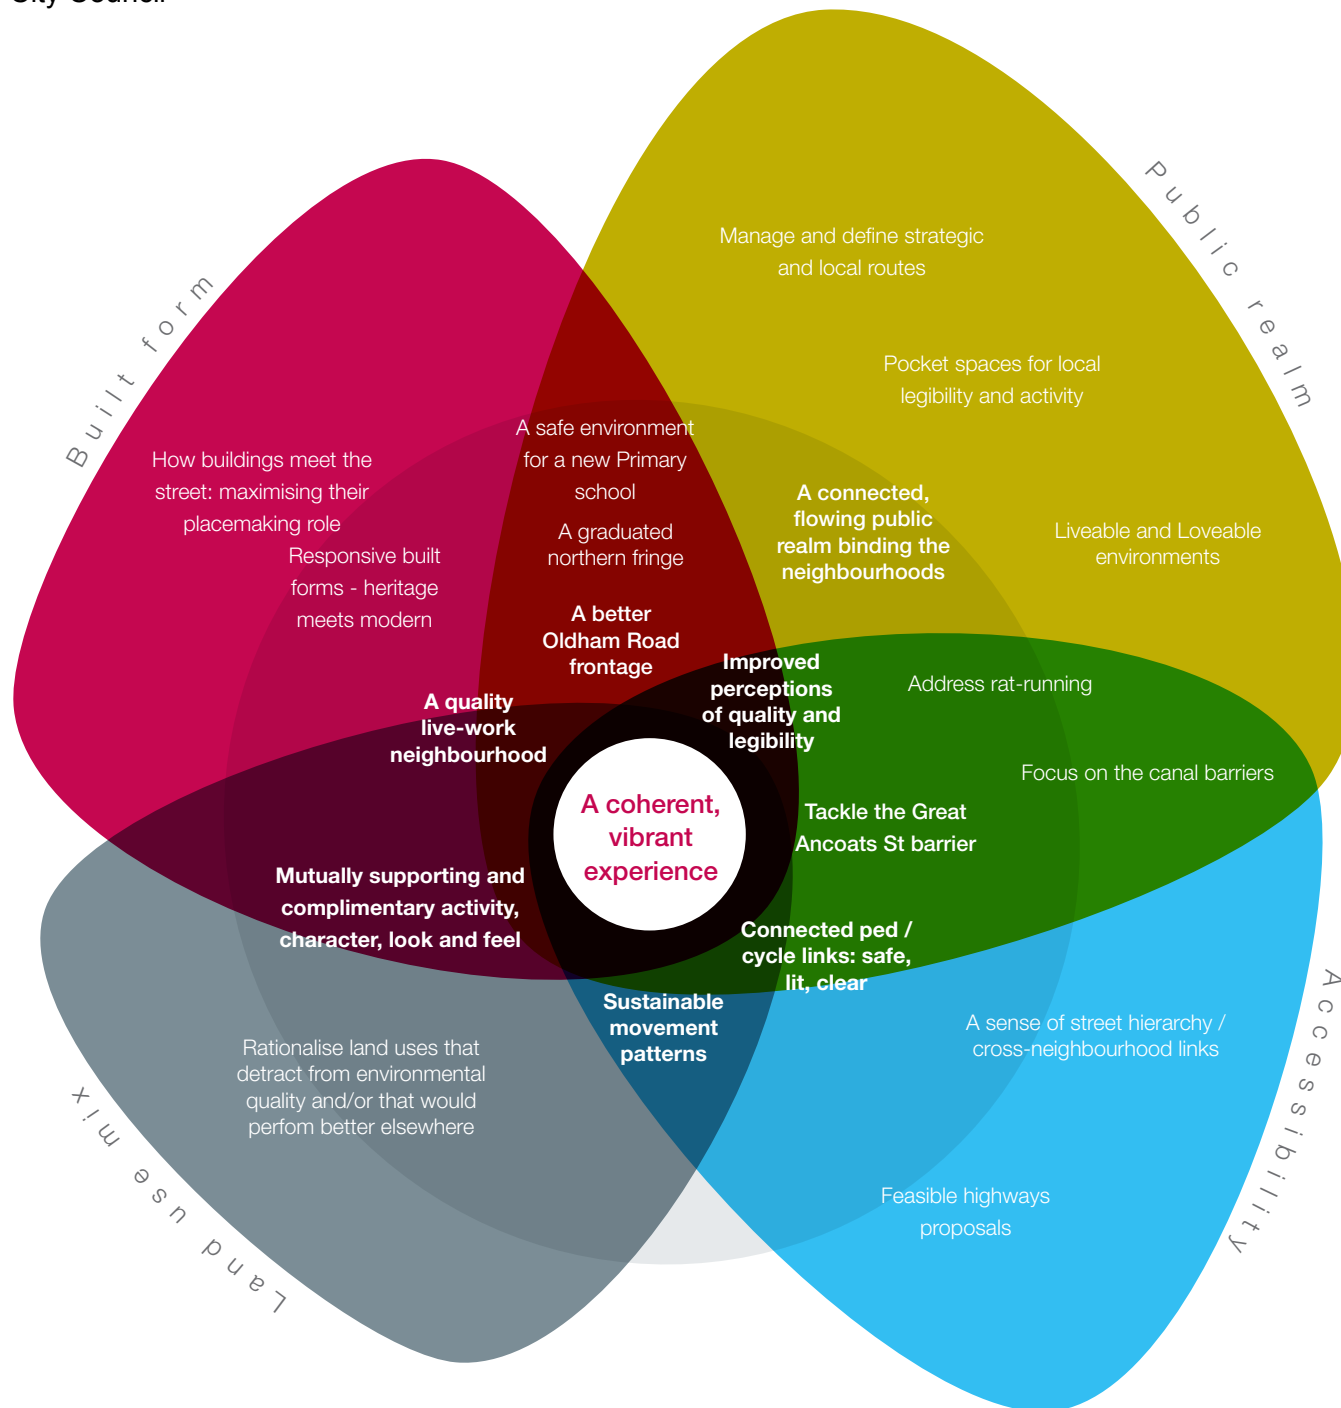 City Council
Built form
Public realm
Manage and define strategic
and local routes
Pocket spaces for local
legibility and activity
A safe environment
for a new Primary
school
How buildings meet the
street: maximising their
placemaking role
A connected,
flowing public
realm binding the
neighbourhoods
Liveable and Loveable
environments
A graduated
northern fringe
Responsive built
forms - heritage
meets modern
A better
Oldham Road
frontage
Improved
perceptions
of quality and
legibility
Address rat-running
A quality
live-work
neighbourhood
Focus on the canal barriers
A coherent,
vibrant
experience
Tackle the Great
Ancoats St barrier
Mutually supporting and
complimentary activity,
character, look and feel
Connected ped /
cycle links: safe,
lit, clear
Sustainable
movement
patterns
A sense of street hierarchy /
cross-neighbourhood links
Rationalise land uses that
detract from environmental
quality and/or that would
perfom better elsewhere
Feasible highways
proposals
Land use mix
Accessibility